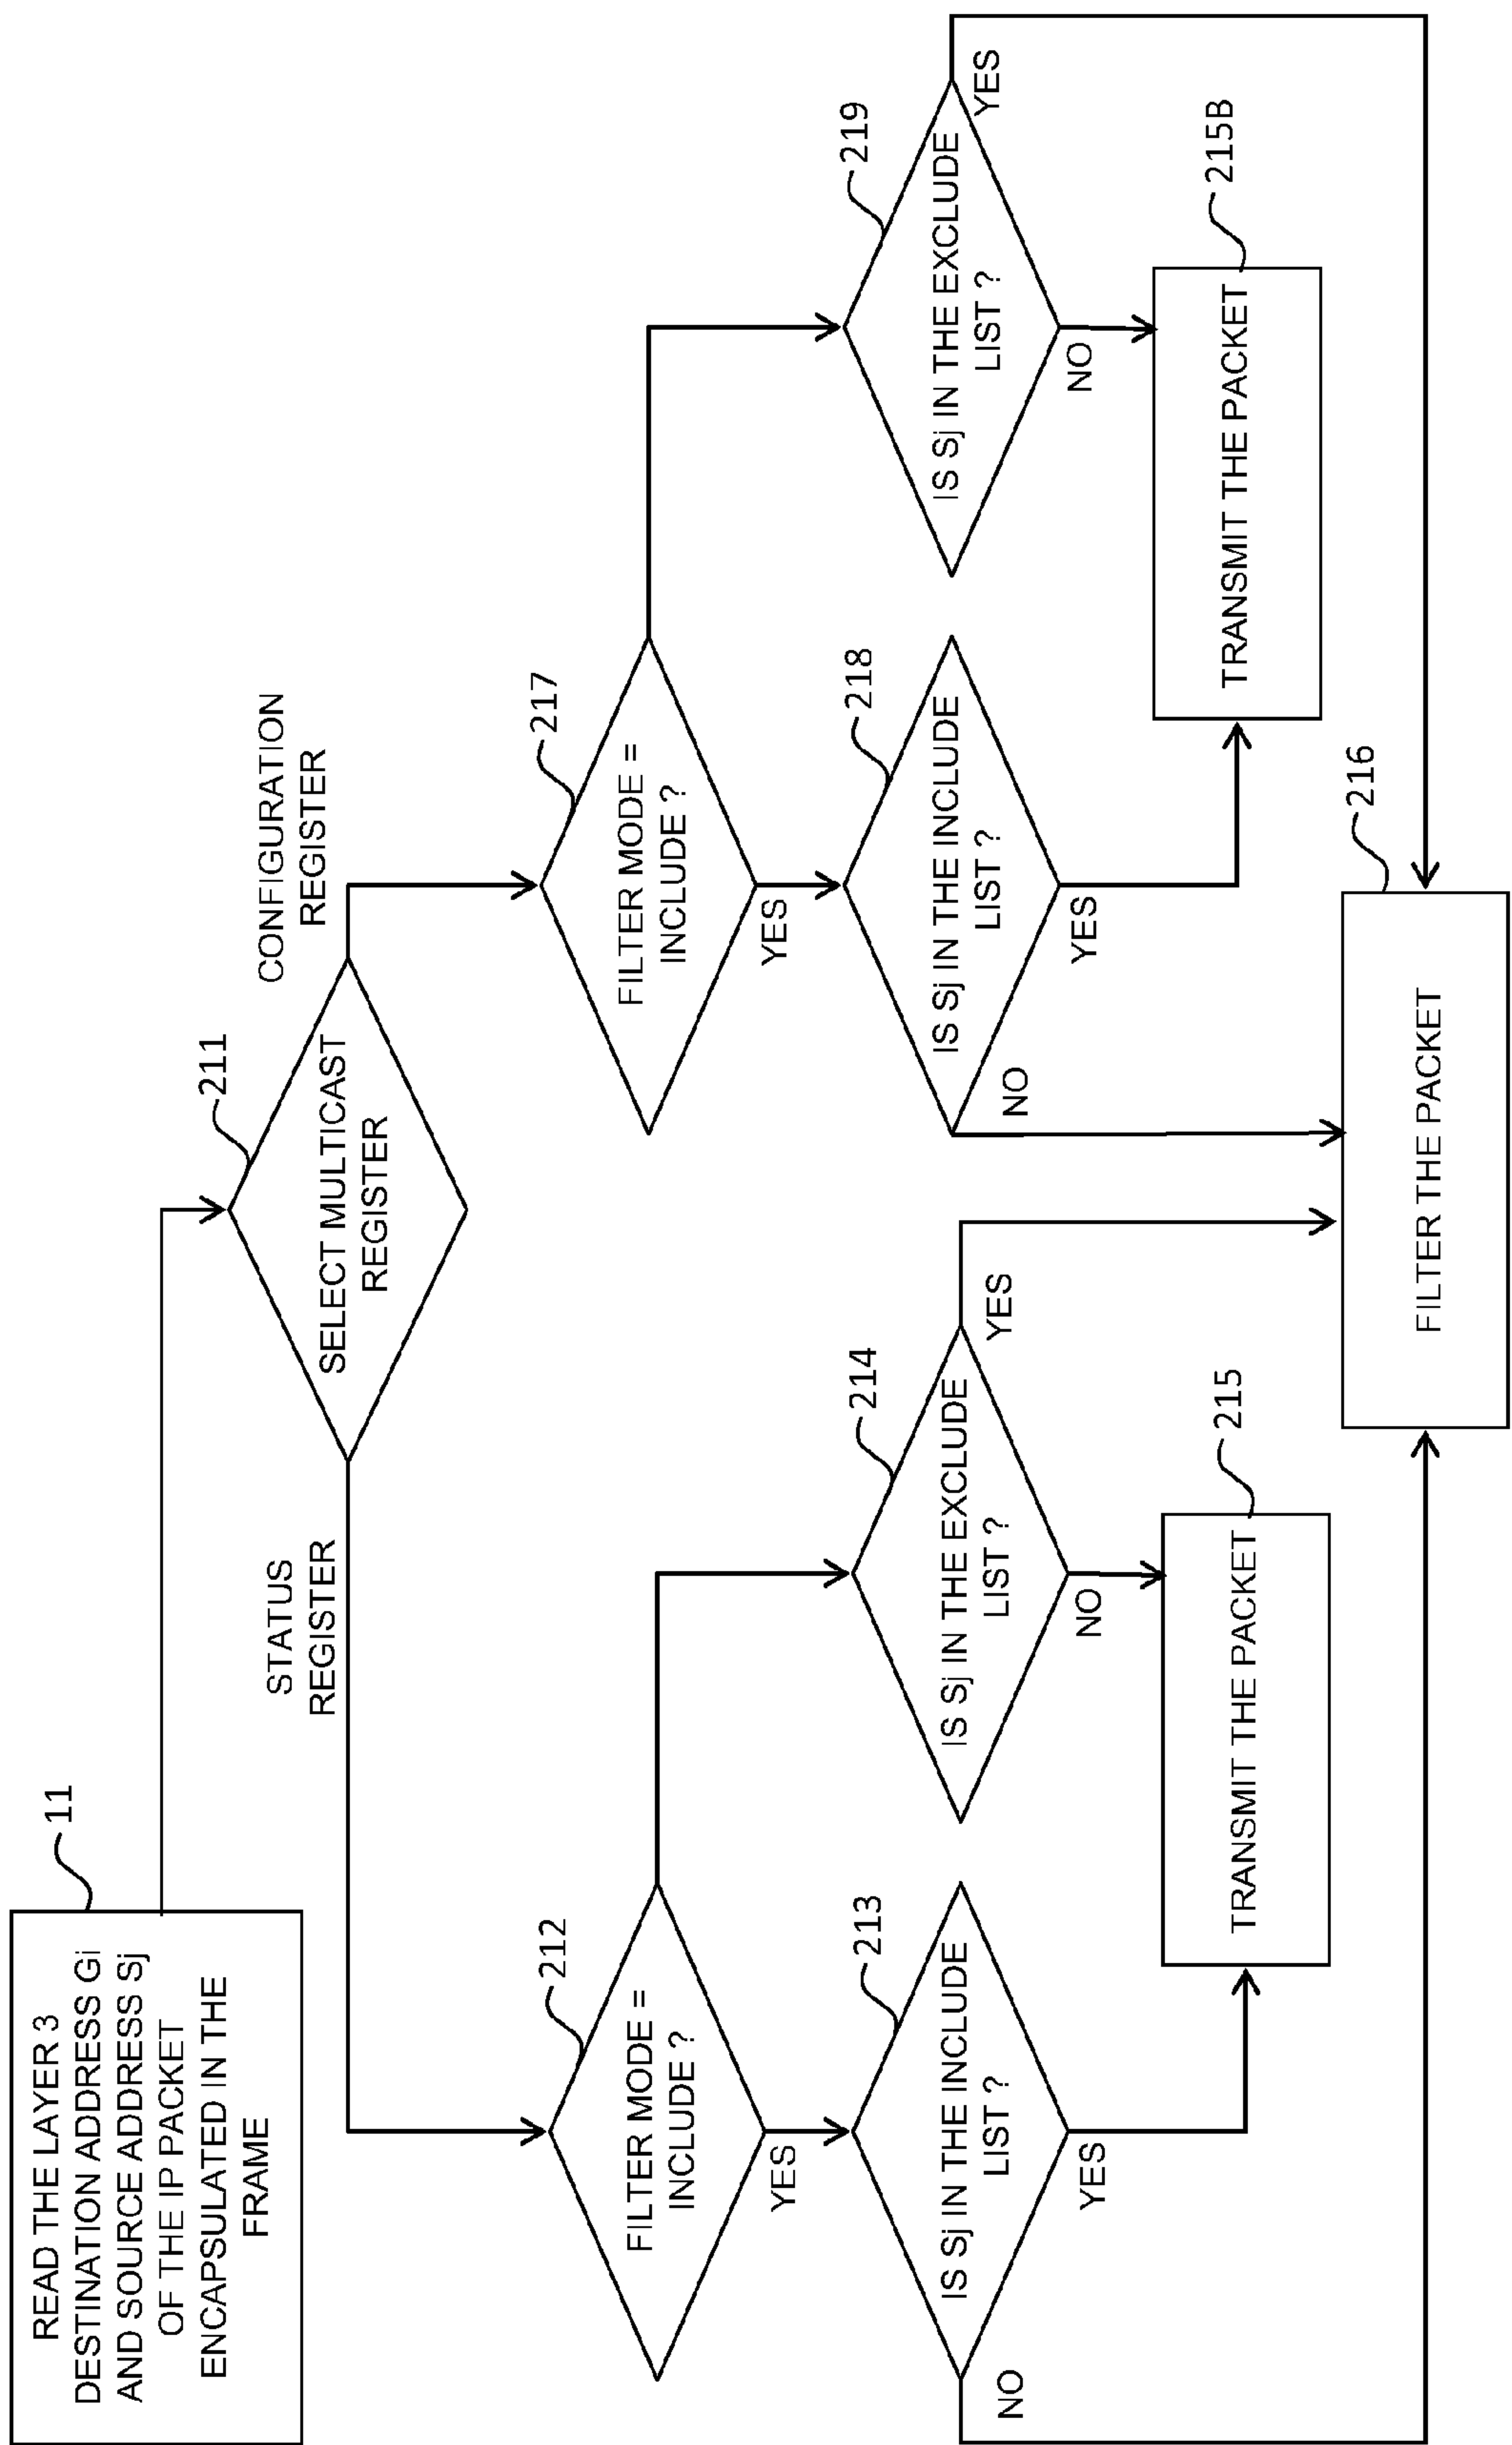 READ THE LAYER 3
DESTINATION ADDRESS Gi
AND SOURCE ADDRESS Sj
OF THE IP PACKET
ENCAPSULATED IN THE
FRAME
11
SELECT MULTICAST
REGISTER
211
STATUS
REGISTER
CONFIGURATION
REGISTER
FILTER MODE =
INCLUDE ?
212
YES
FILTER MODE =
INCLUDE ?
217
YES
IS Sj IN THE INCLUDE
LIST ?
213
NO
YES
IS Sj IN THE EXCLUDE
LIST ?
214
NO
YES
IS Sj IN THE INCLUDE
LIST ?
218
NO
YES
IS Sj IN THE EXCLUDE
LIST ?
219
NO
YES
TRANSMIT THE PACKET
215
TRANSMIT THE PACKET
215B
FILTER THE PACKET
216